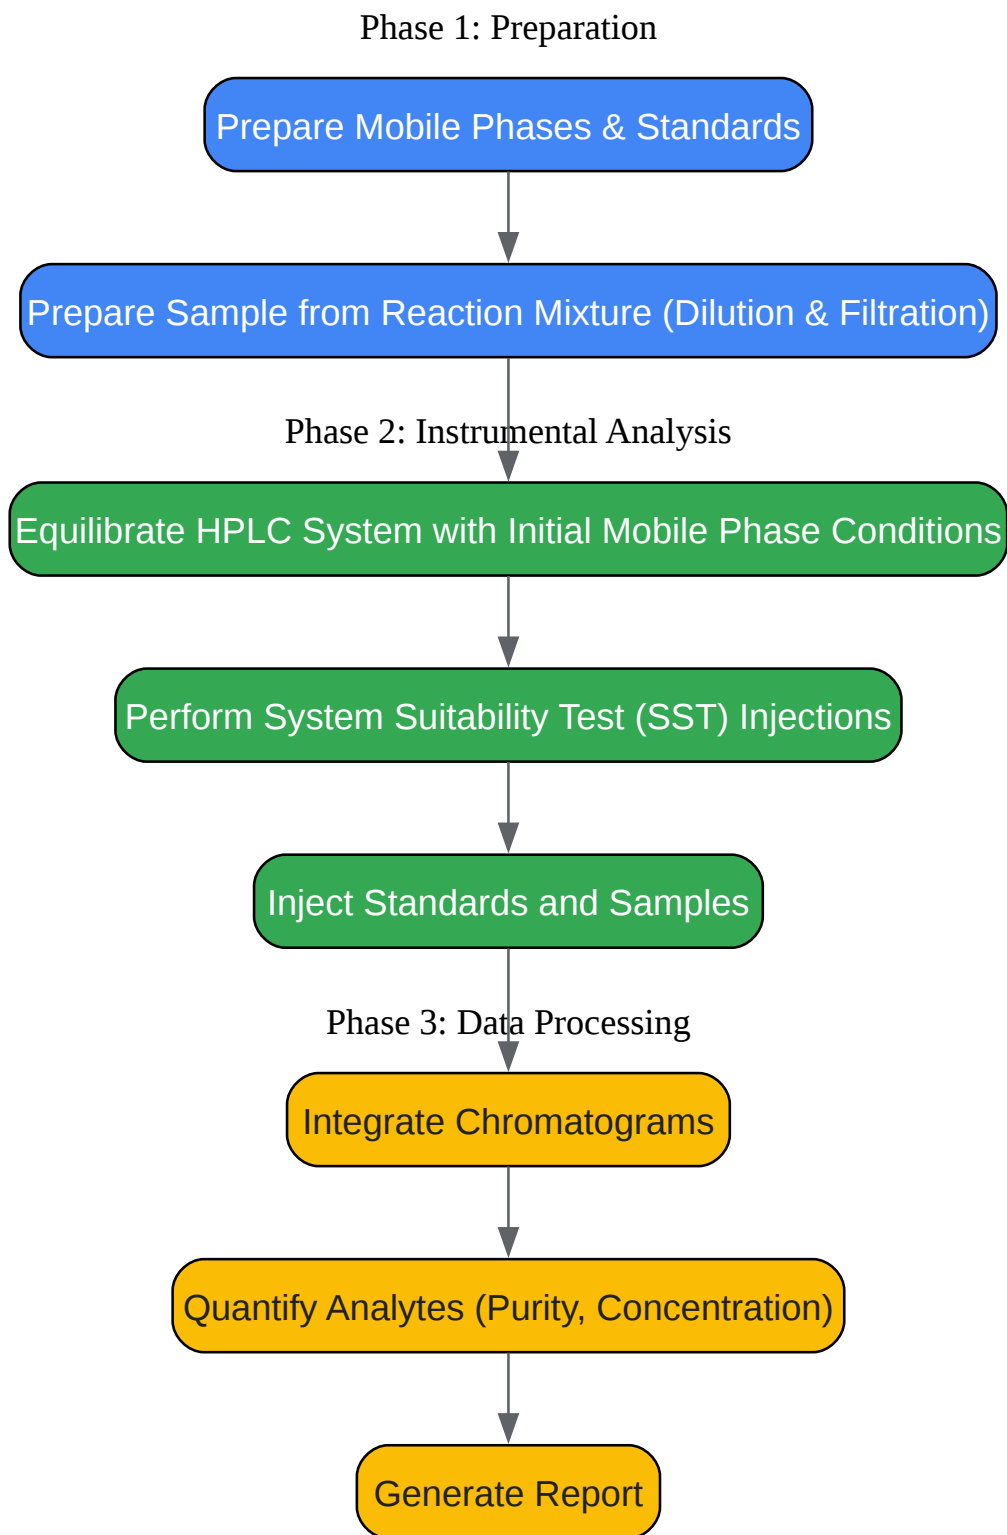 Phase 1: Preparation
Prepare Mobile Phases & Standards
Prepare Sample from Reaction Mixture (Dilution & Filtration)
Phase 2: Instrumental Analysis
Equilibrate HPLC System with Initial Mobile Phase Conditions
Perform System Suitability Test (SST) Injections
Inject Standards and Samples
Phase 3: Data Processing
Integrate Chromatograms
Quantify Analytes (Purity, Concentration)
Generate Report